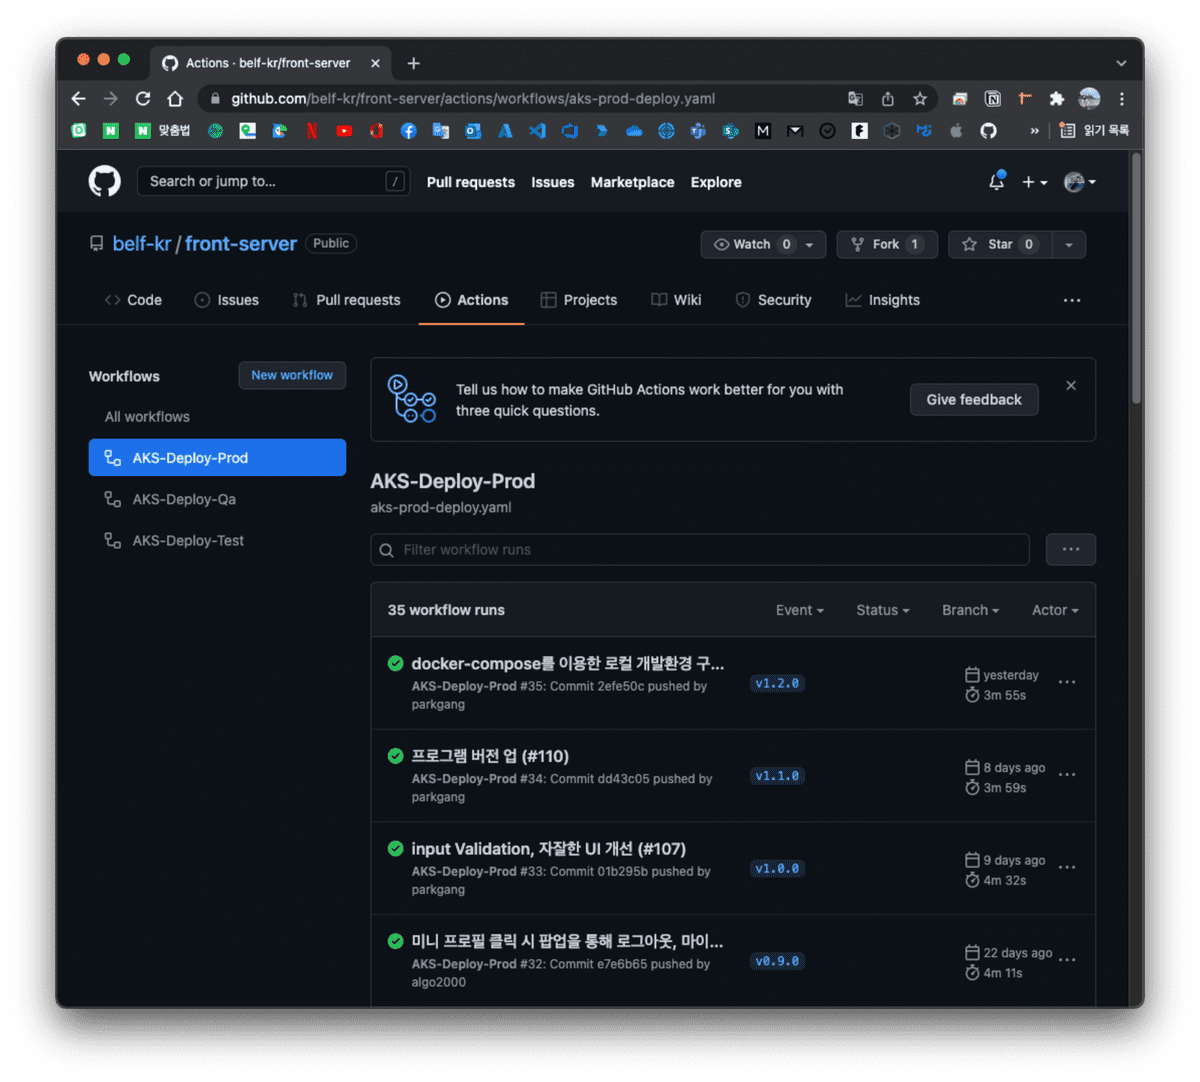 Actions · belf-kr/front-server
github.com/belf-kr/front-server/actions/workflows/aks-prod-deploy.yaml
맞춤법
읽기 목록
Search or jump to...
/
Pull requests
Issues
Marketplace
Explore
belf-kr / front-server
Public
Watch 0
Fork 1
Star 0
Code
Issues
Pull requests
Actions
Projects
Wiki
Security
Insights
Workflows
New workflow
All workflows
AKS-Deploy-Prod
AKS-Deploy-Qa
AKS-Deploy-Test
Tell us how to make GitHub Actions work better for you with
three quick questions.
Give feedback
AKS-Deploy-Prod
aks-prod-deploy.yaml
Filter workflow runs
35 workflow runs
Event
Status
Branch
Actor
docker-compose를 이용한 로컬 개발환경 구...
AKS-Deploy-Prod #35: Commit 2efe50c pushed by
parkgang
v1.2.0
yesterday
3m 55s
프로그램 버전 업 (#110)
AKS-Deploy-Prod #34: Commit dd43c05 pushed by
parkgang
v1.1.0
8 days ago
3m 59s
input Validation, 자잘한 UI 개선 (#107)
AKS-Deploy-Prod #33: Commit 01b295b pushed by
parkgang
v1.0.0
9 days ago
4m 32s
미니 프로필 클릭 시 팝업을 통해 로그아웃, 마이...
AKS-Deploy-Prod #32: Commit e7e6b65 pushed by
algo2000
v0.9.0
22 days ago
4m 11s